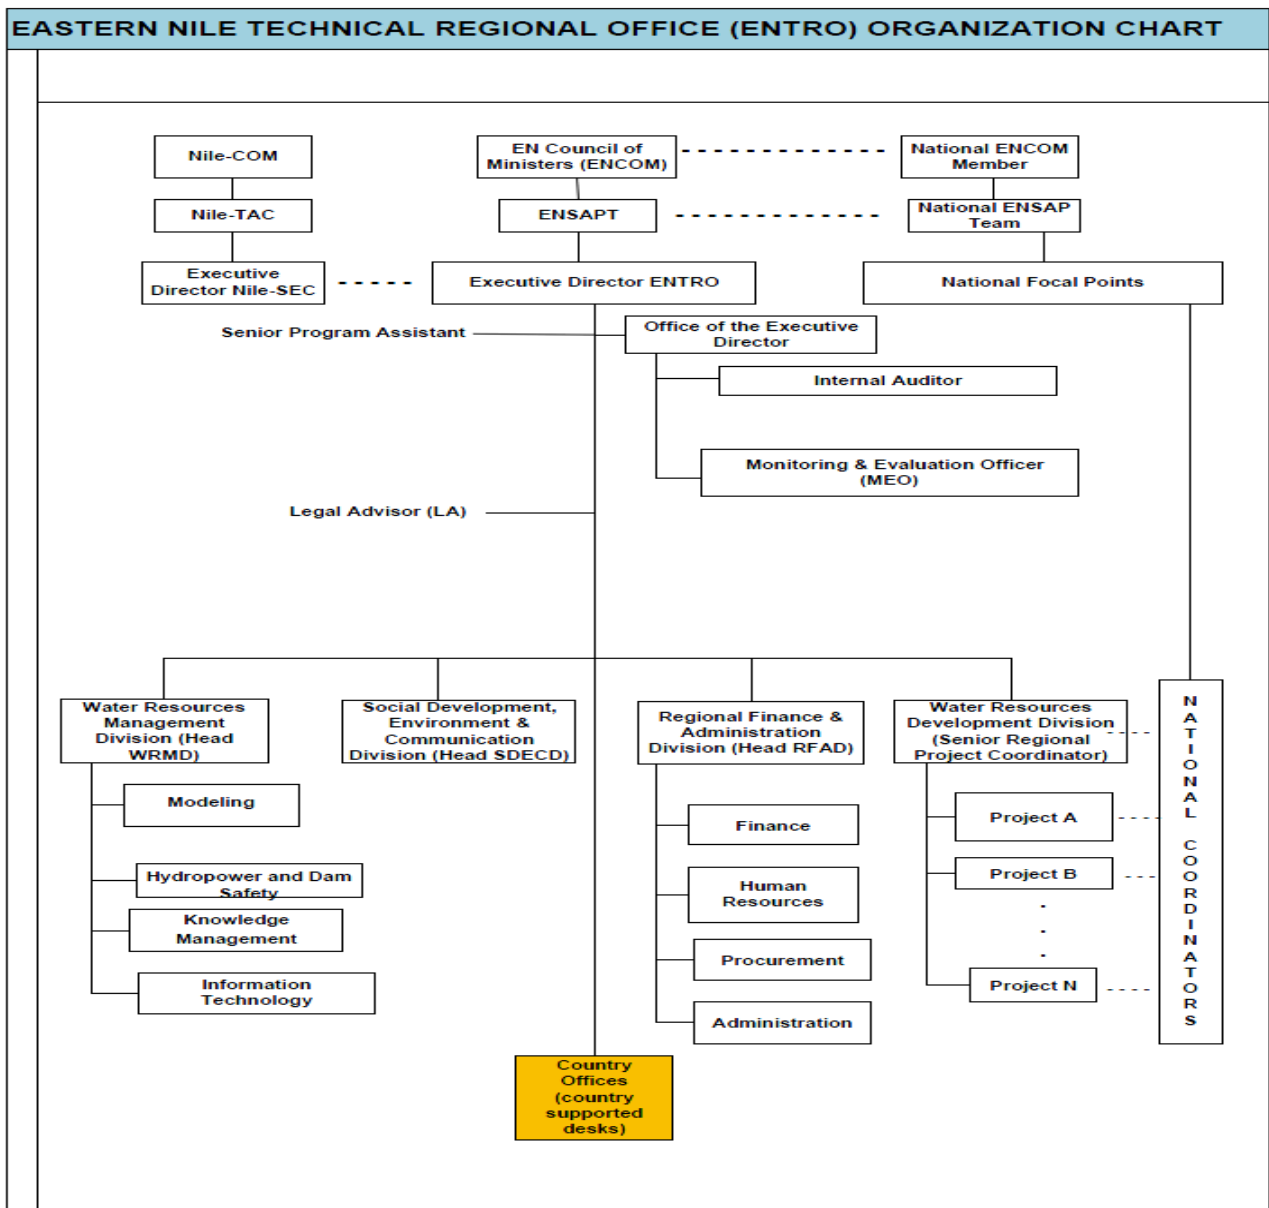 EASTERN NILE TECHNICAL REGIONAL OFFICE (ENTRO) ORGANIZATION CHART
Nile-COM
EN Council of
Ministers (ENCOM)
National ENCOM
Member
Nile-TAC
ENSAPT
National ENSAP
Team
Executive
Director Nile-SEC
Executive Director ENTRO
National Focal Points
Senior Program Assistant
Office of the Executive
Director
Internal Auditor
Monitoring & Evaluation Officer
(MEO)
Legal Advisor (LA)
Water Resources
Management
Division (Head
WRMD)
Social Development,
Environment &
Communication
Division (Head SDECD)
Regional Finance &
Administration
Division (Head RFAD)
Water Resources
Development Division
(Senior Regional
Project Coordinator)
NATIONAL COORDINATORS
Modeling
Hydropower and Dam
Safety
Knowledge
Management
Information
Technology
Finance
Human
Resources
Procurement
Administration
Project A
Project B
Project N
Country
Offices
(country
supported
desks)